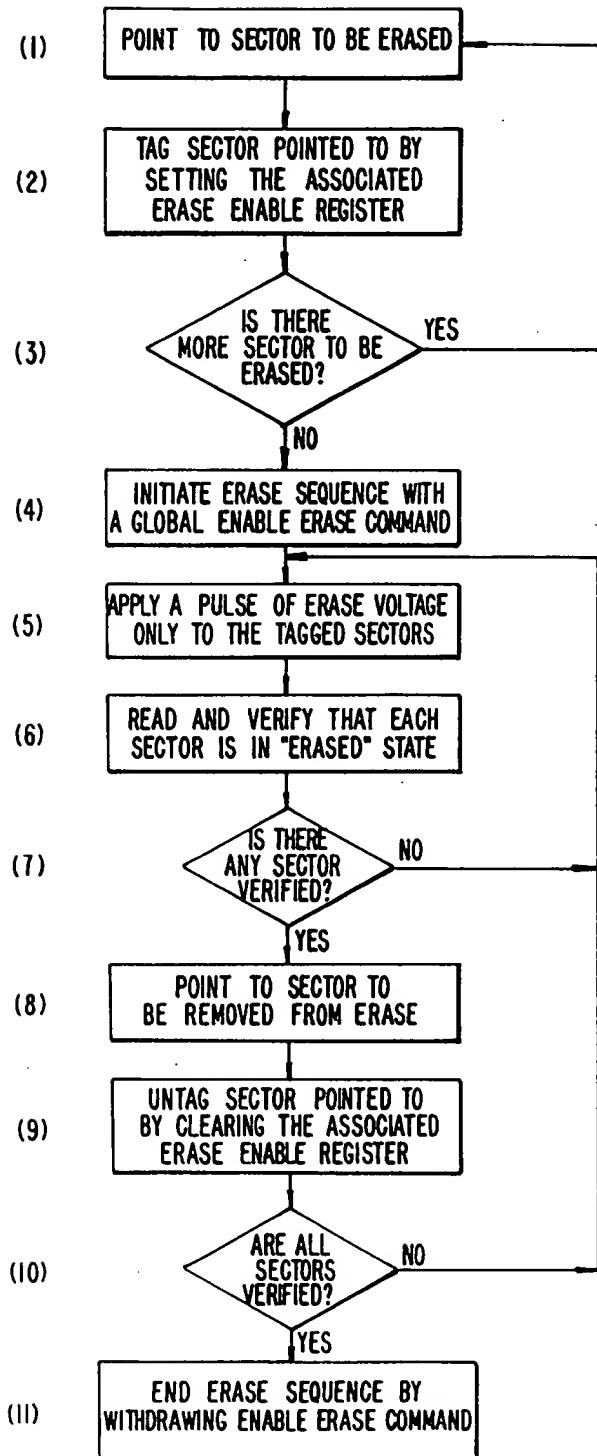 (1)
POINT TO SECTOR TO BE ERASED
(2)
TAG SECTOR POINTED TO BY
SETTING THE ASSOCIATED
ERASE ENABLE REGISTER
(3)
IS THERE
MORE SECTOR TO BE
ERASED?
YES
NO
(4)
INITIATE ERASE SEQUENCE WITH
A GLOBAL ENABLE ERASE COMMAND
(5)
APPLY A PULSE OF ERASE VOLTAGE
ONLY TO THE TAGGED SECTORS
(6)
READ AND VERIFY THAT EACH
SECTOR IS IN "ERASED" STATE
(7)
IS THERE
ANY SECTOR
VERIFIED?
NO
YES
(8)
POINT TO SECTOR TO
BE REMOVED FROM ERASE
(9)
UNTAG SECTOR POINTED TO
BY CLEARING THE ASSOCIATED
ERASE ENABLE REGISTER
(10)
ARE ALL
SECTORS
VERIFIED?
NO
YES
(11)
END ERASE SEQUENCE BY
WITHDRAWING ENABLE ERASE COMMAND